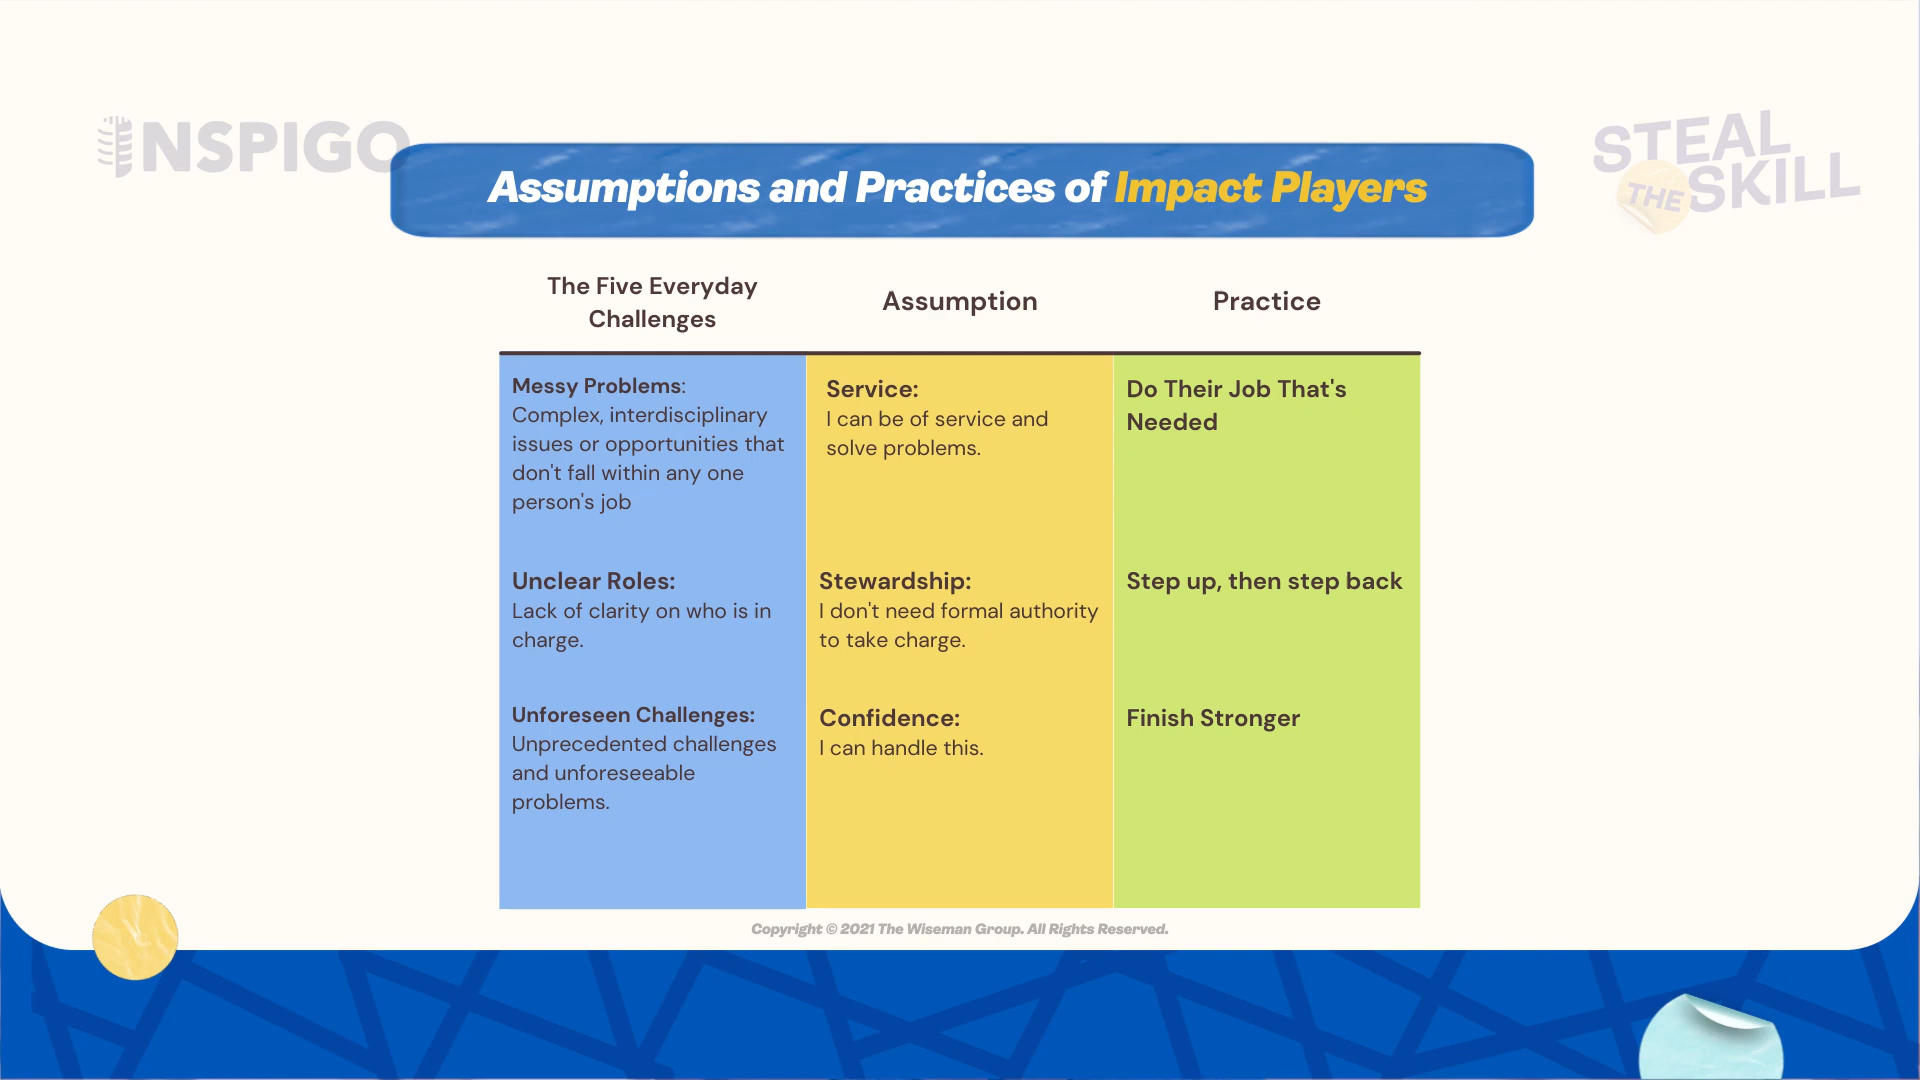 INSPIGO
STEAL
THE SKILL
Assumptions and Practices of Impact Players
The Five Everyday
Challenges
Assumption
Practice
Messy Problems:
Complex, interdisciplinary
issues or opportunities that
don't fall within any one
person's job
Service:
I can be of service and
solve problems.
Do Their Job That's
Needed
Unclear Roles:
Lack of clarity on who is in
charge.
Stewardship:
I don't need formal authority
to take charge.
Step up, then step back
Unforeseen Challenges:
Unprecedented challenges
and unforeseeable
problems.
Confidence:
I can handle this.
Finish Stronger
Copyright © 2021 The Wiseman Group. All Rights Reserved.